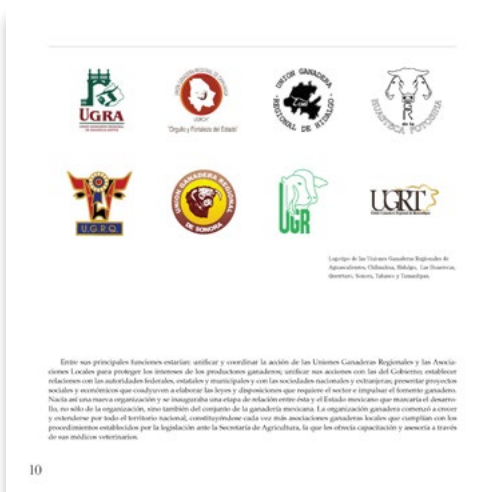 UGRA
UNION GANADERA REGIONAL DE CHIHUAHUA
UGRCH
"Orgullo y Fortaleza del Estado"
UNION GANADERA
REGIONAL DE HIDALGO
HUASTECA POTOSINA
U.G.R.Q.
UNION GANADERA REGIONAL
DE SONORA
UGR
UGRT
Logotipo de las Uniones Ganaderas Regionales de
Aguascalientes, Chihuahua, Hidalgo, Las Huastecas,
Querétaro, Sonora, Tabasco y Tamaulipas.
Entre sus principales funciones estarían: unificar y coordinar la acción de las Uniones Ganaderas Regionales y las Asocia-
ciones Locales para proteger los intereses de los productores ganaderos; unificar sus acciones con las del Gobierno; establecer
relaciones con las autoridades federales, estatales y municipales y con las sociedades nacionales y extranjeras; presentar proyectos
sociales y económicos que coadyuven a elaborar las leyes y disposiciones que requiere el sector e impulsar el fomento ganadero.
Nacía así una nueva organización y se inauguraba una etapa de relación entre ésta y el Estado mexicano que marcaría el desarro-
llo, no sólo de la organización, sino también del conjunto de la ganadería mexicana. La organización ganadera comenzó a crecer
y extenderse por todo el territorio nacional, constituyéndose cada vez más asociaciones ganaderas locales que cumplían con los
procedimientos establecidos por la legislación ante la Secretaría de Agricultura, la que les ofrecía capacitación y asesoría a través
de sus médicos veterinarios.
10